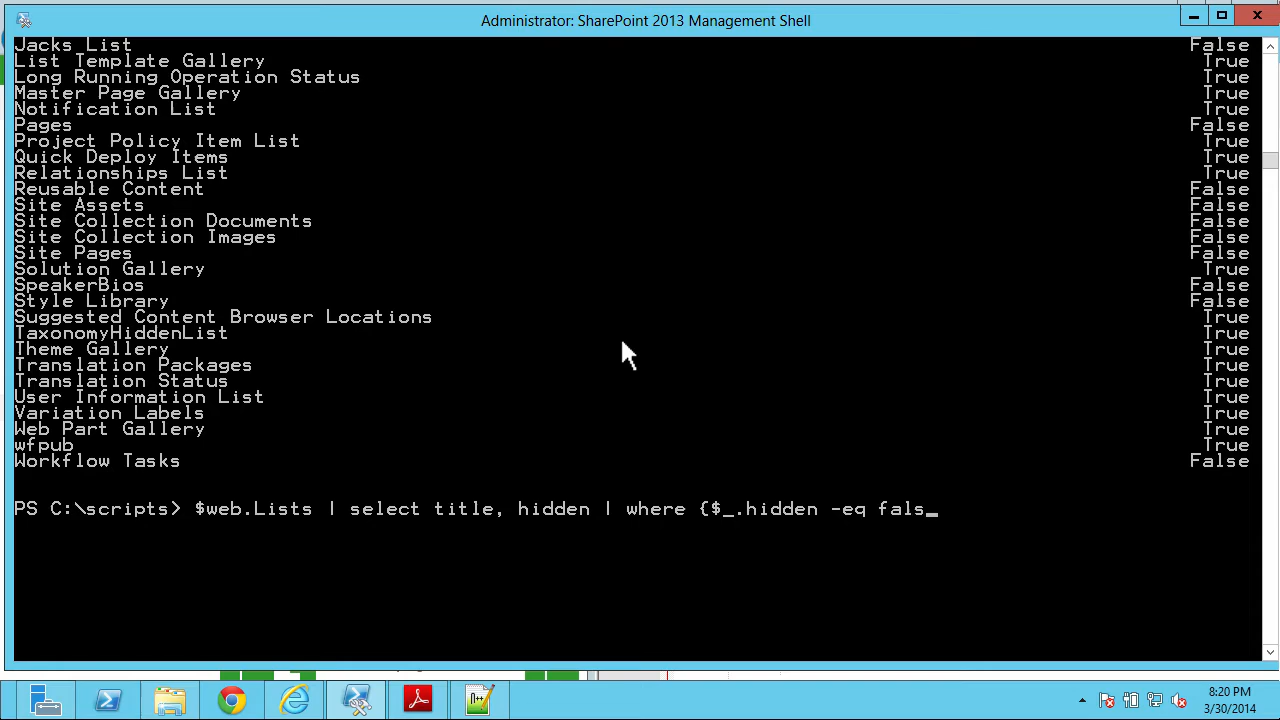 Administrator: SharePoint 2013 Management Shell
Jacks List False
List Template Gallery True
Long Running Operation Status True
Master Page Gallery True
Notification List True
Pages False
Project Policy Item List True
Quick Deploy Items True
Relationships List True
Reusable Content False
Site Assets False
Site Collection Documents False
Site Collection Images False
Site Pages False
Solution Gallery True
SpeakerBios False
Style Library False
Suggested Content Browser Locations True
TaxonomyHiddenList True
Theme Gallery True
Translation Packages True
Translation Status True
User Information List True
Variation Labels True
Web Part Gallery True
wfpub True
Workflow Tasks False
PS C:\scripts> $web.Lists | select title, hidden | where {$_.hidden -eq fals_
8:20 PM
3/30/2014